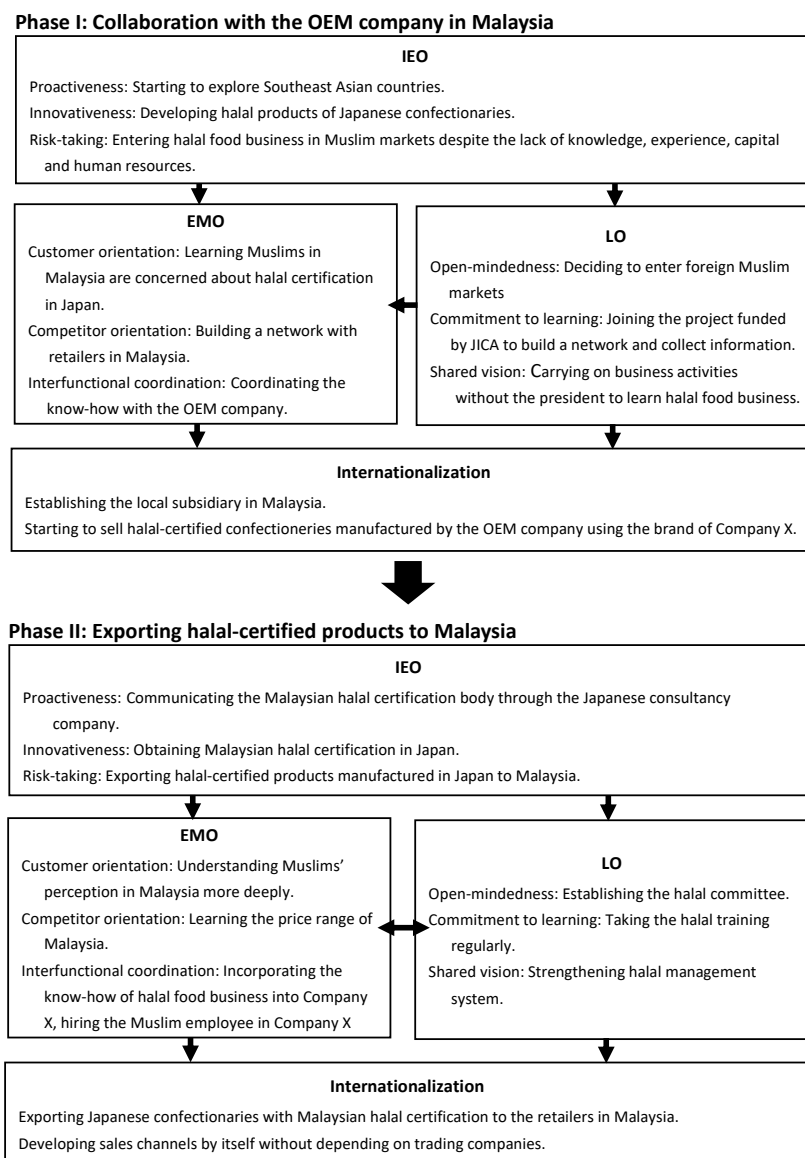 Phase I: Collaboration with the OEM company in Malaysia
IEO
Proactiveness: Starting to explore Southeast Asian countries.
Innovativeness: Developing halal products of Japanese confectionaries.
Risk-taking: Entering halal food business in Muslim markets despite the lack of knowledge, experience, capital
and human resources.
EMO
Customer orientation: Learning Muslims in
Malaysia are concerned about halal certification
in Japan.
Competitor orientation: Building a network with
retailers in Malaysia.
Interfunctional coordination: Coordinating the
know-how with the OEM company.
LO
Open-mindedness: Deciding to enter foreign Muslim
markets
Commitment to learning: Joining the project funded
by JICA to build a network and collect information.
Shared vision: Carrying on business activities
without the president to learn halal food business.
Internationalization
Establishing the local subsidiary in Malaysia.
Starting to sell halal-certified confectioneries manufactured by the OEM company using the brand of Company X.
Phase II: Exporting halal-certified products to Malaysia
IEO
Proactiveness: Communicating the Malaysian halal certification body through the Japanese consultancy
company.
Innovativeness: Obtaining Malaysian halal certification in Japan.
Risk-taking: Exporting halal-certified products manufactured in Japan to Malaysia.
EMO
Customer orientation: Understanding Muslims’
perception in Malaysia more deeply.
Competitor orientation: Learning the price range of
Malaysia.
Interfunctional coordination: Incorporating the
know-how of halal food business into Company
X, hiring the Muslim employee in Company X
LO
Open-mindedness: Establishing the halal committee.
Commitment to learning: Taking the halal training
regularly.
Shared vision: Strengthening halal management
system.
Internationalization
Exporting Japanese confectionaries with Malaysian halal certification to the retailers in Malaysia.
Developing sales channels by itself without depending on trading companies.